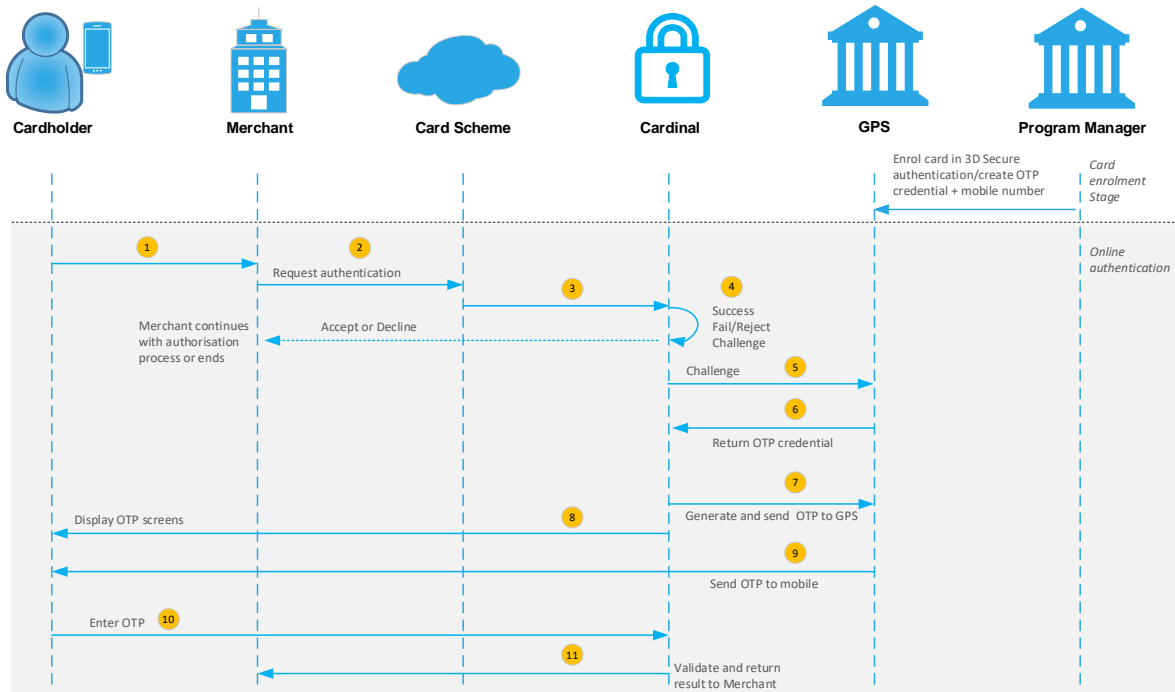 Cardholder
Merchant
Card Scheme
Cardinal
GPS
Program Manager
Enrol card in 3D Secure
authentication/create OTP
credential + mobile number
Card
enrolment
Stage
1
2
Online
authentication
Request authentication
3
4
Success
Fail/Reject
Challenge
Accept or Decline
Merchant continues
with authorisation
process or ends
Challenge
5
6
Return OTP credential
7
Generate and send OTP to GPS
Display OTP screens
8
9
Send OTP to mobile
Enter OTP
10
11
Validate and return
result to Merchant